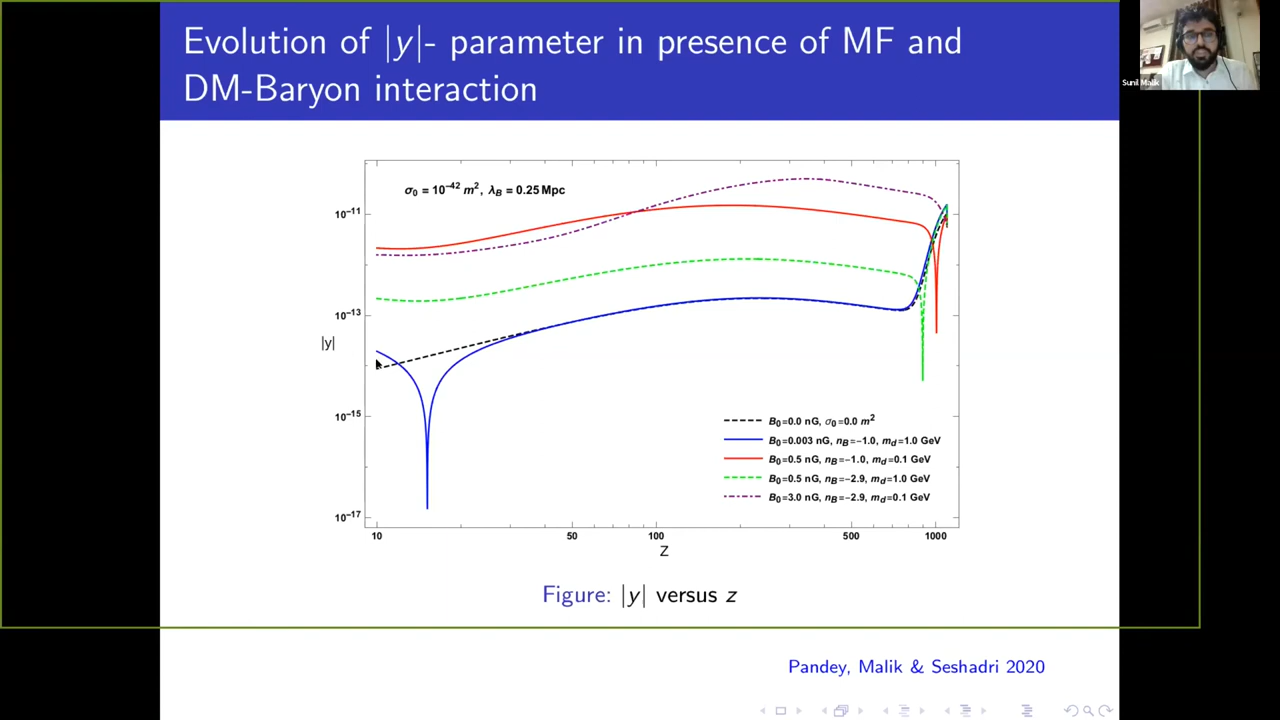 Evolution of |y|- parameter in presence of MF and
DM-Baryon interaction
Sunil Malik
σ₀ = 10⁻⁴² m², λ_B = 0.25 Mpc
10⁻¹¹
10⁻¹³
10⁻¹⁵
10⁻¹⁷
|y|
B₀=0.0 nG, σ₀=0.0 m²
B₀=0.003 nG, n_B=−1.0, m_d=1.0 GeV
B₀=0.5 nG, n_B=−1.0, m_d=0.1 GeV
B₀=0.5 nG, n_B=−2.9, m_d=1.0 GeV
B₀=3.0 nG, n_B=−2.9, m_d=0.1 GeV
10 50 100 500 1000
Z
Figure: |y| versus z
Pandey, Malik & Seshadri 2020